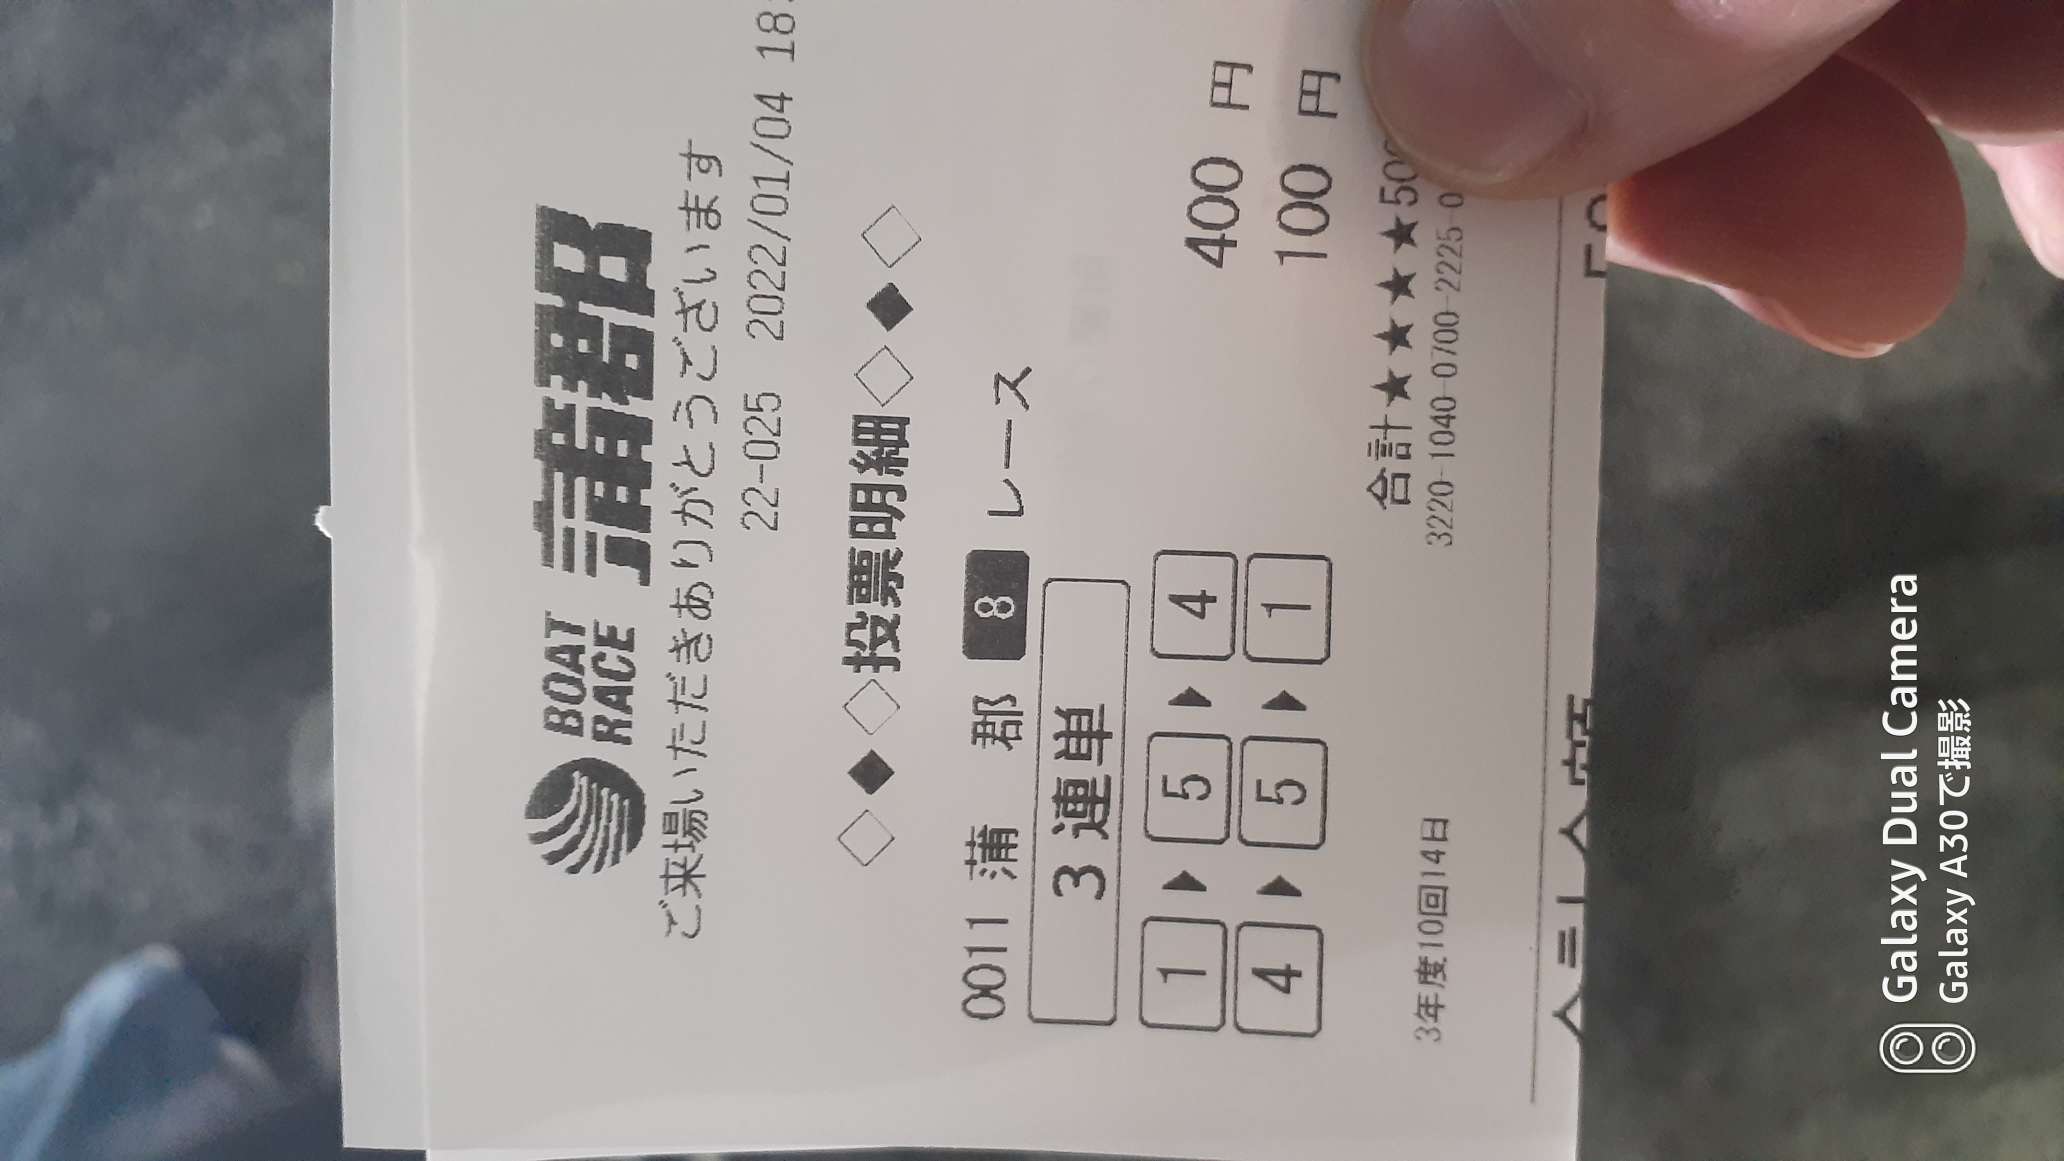 BOAT RACE
ご来場いただきありがとうございます
22-025 2022/01/04 18:
◇◆◇投票明細◇◆◇
0011 蒲 郡 8 レース
3連単
1▶5▶4 400 円
4▶5▶1 100 円
合計★★★★★50
3年度10回14日 3220-1040-0700-2225-0
Galaxy Dual Camera
Galaxy A30で撮影